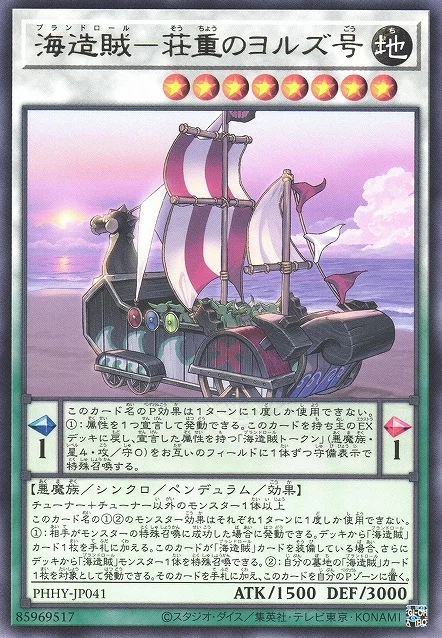 ブランドロール そうちょう ごう
海造賊－荘重のヨルズ号 地
このカード名のP効果は1ターンに1度しか使用できない。
①：属性を1つ宣言して発動できる。このカードを持ち主のEX
デッキに戻し、宣言した属性を持つ「海造賊トークン」(悪魔族・
星4・攻/守0)をお互いのフィールドに1体ずつ守備表示で
特殊召喚する。
1 1
【悪魔族／シンクロ／ペンデュラム／効果】
チューナー＋チューナー以外のモンスター1体以上
このカード名の①②のモンスター効果はそれぞれ1ターンに1度しか使用できない。
①：相手がモンスターの特殊召喚に成功した場合に発動できる。デッキから「海造賊」
カード1枚を手札に加える。このカードが「海造賊」カードを装備している場合、さらに
デッキから「海造賊」モンスター1体を特殊召喚できる。②：自分の墓地の「海造賊」カード
1枚を対象として発動できる。そのカードを手札に加え、このカードを自分のPゾーンに置く。
PHHY-JP041 ATK/1500 DEF/3000
85969517 ©スタジオ・ダイス／集英社・テレビ東京・KONAMI